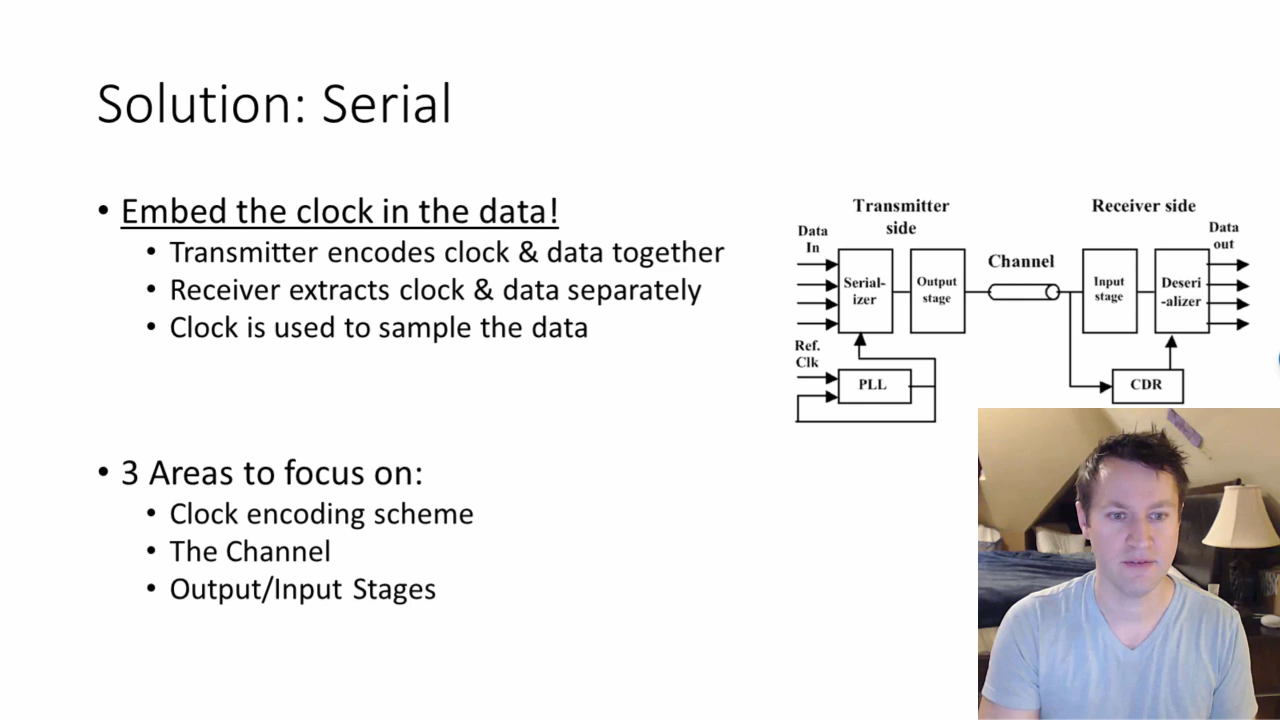 Solution: Serial
• Embed the clock in the data!
• Transmitter encodes clock & data together
• Receiver extracts clock & data separately
• Clock is used to sample the data
• 3 Areas to focus on:
• Clock encoding scheme
• The Channel
• Output/Input Stages
Transmitter
side
Receiver side
Data
In
Serial-
izer
Output
stage
Channel
Input
stage
Deseri
-alizer
Data
out
Ref.
Clk
PLL
CDR